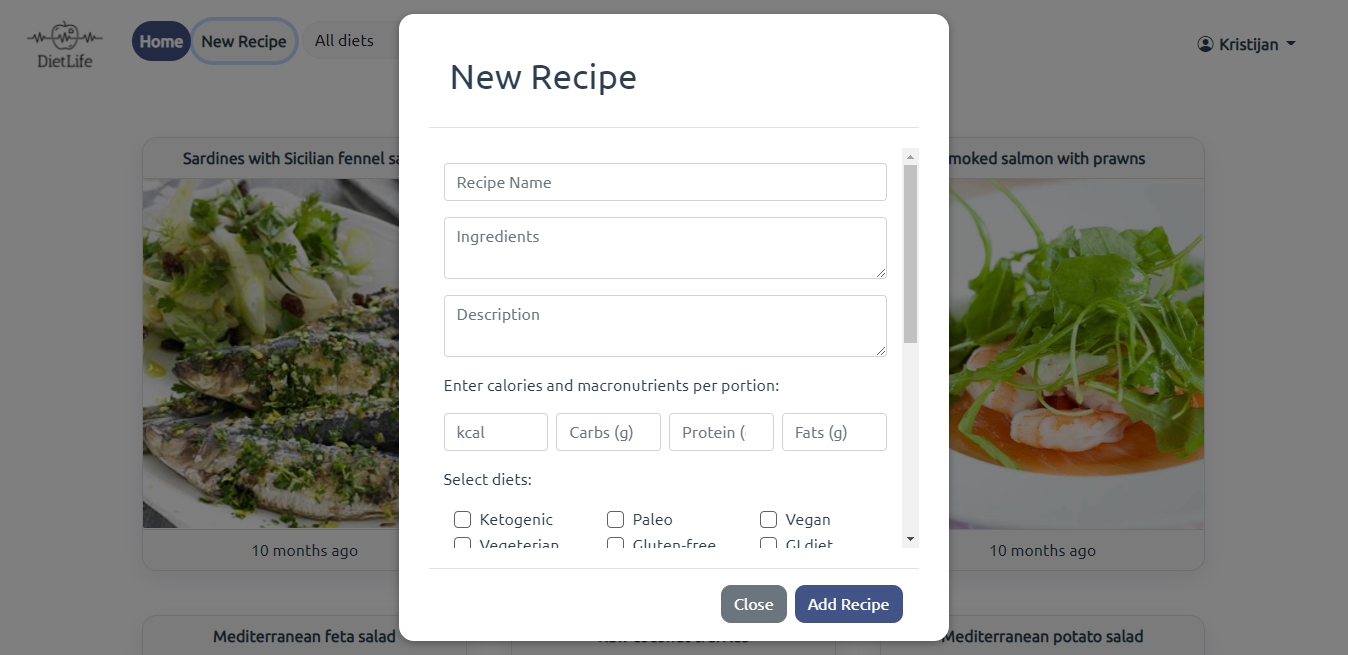 DietLife
Home
New Recipe
All diets
Kristijan
New Recipe
Sardines with Sicilian fennel
moked salmon with prawns
Recipe Name
Ingredients
Description
Enter calories and macronutrients per portion:
kcal
Carbs (g)
Protein (
Fats (g)
Select diets:
Ketogenic
Paleo
Vegan
Vegeterian
Gluten-free
GI diet
10 months ago
10 months ago
Close
Add Recipe
Mediterranean feta salad
Mediterranean potato salad